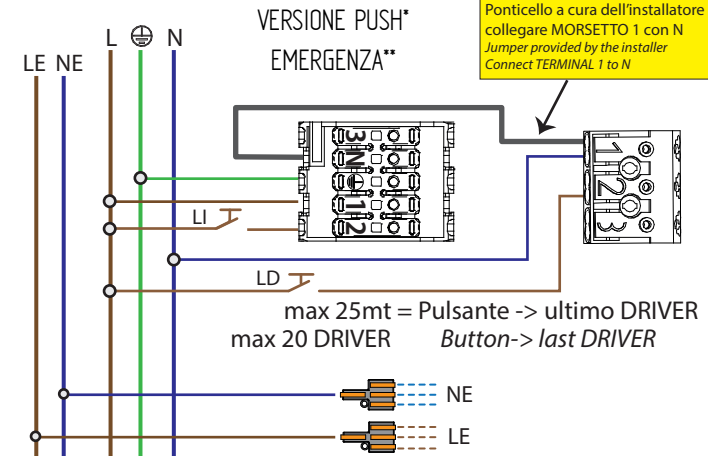 VERSIONE PUSH*
EMERGENZA**
Ponticello a cura dell'installatore
collegare MORSETTO 1 con N
Jumper provided by the installer
Connect TERMINAL 1 to N
L N
LE NE
3
N
1
2
1
2
3
LI
LD
max 25mt = Pulsante -> ultimo DRIVER
max 20 DRIVER Button-> last DRIVER
NE
LE